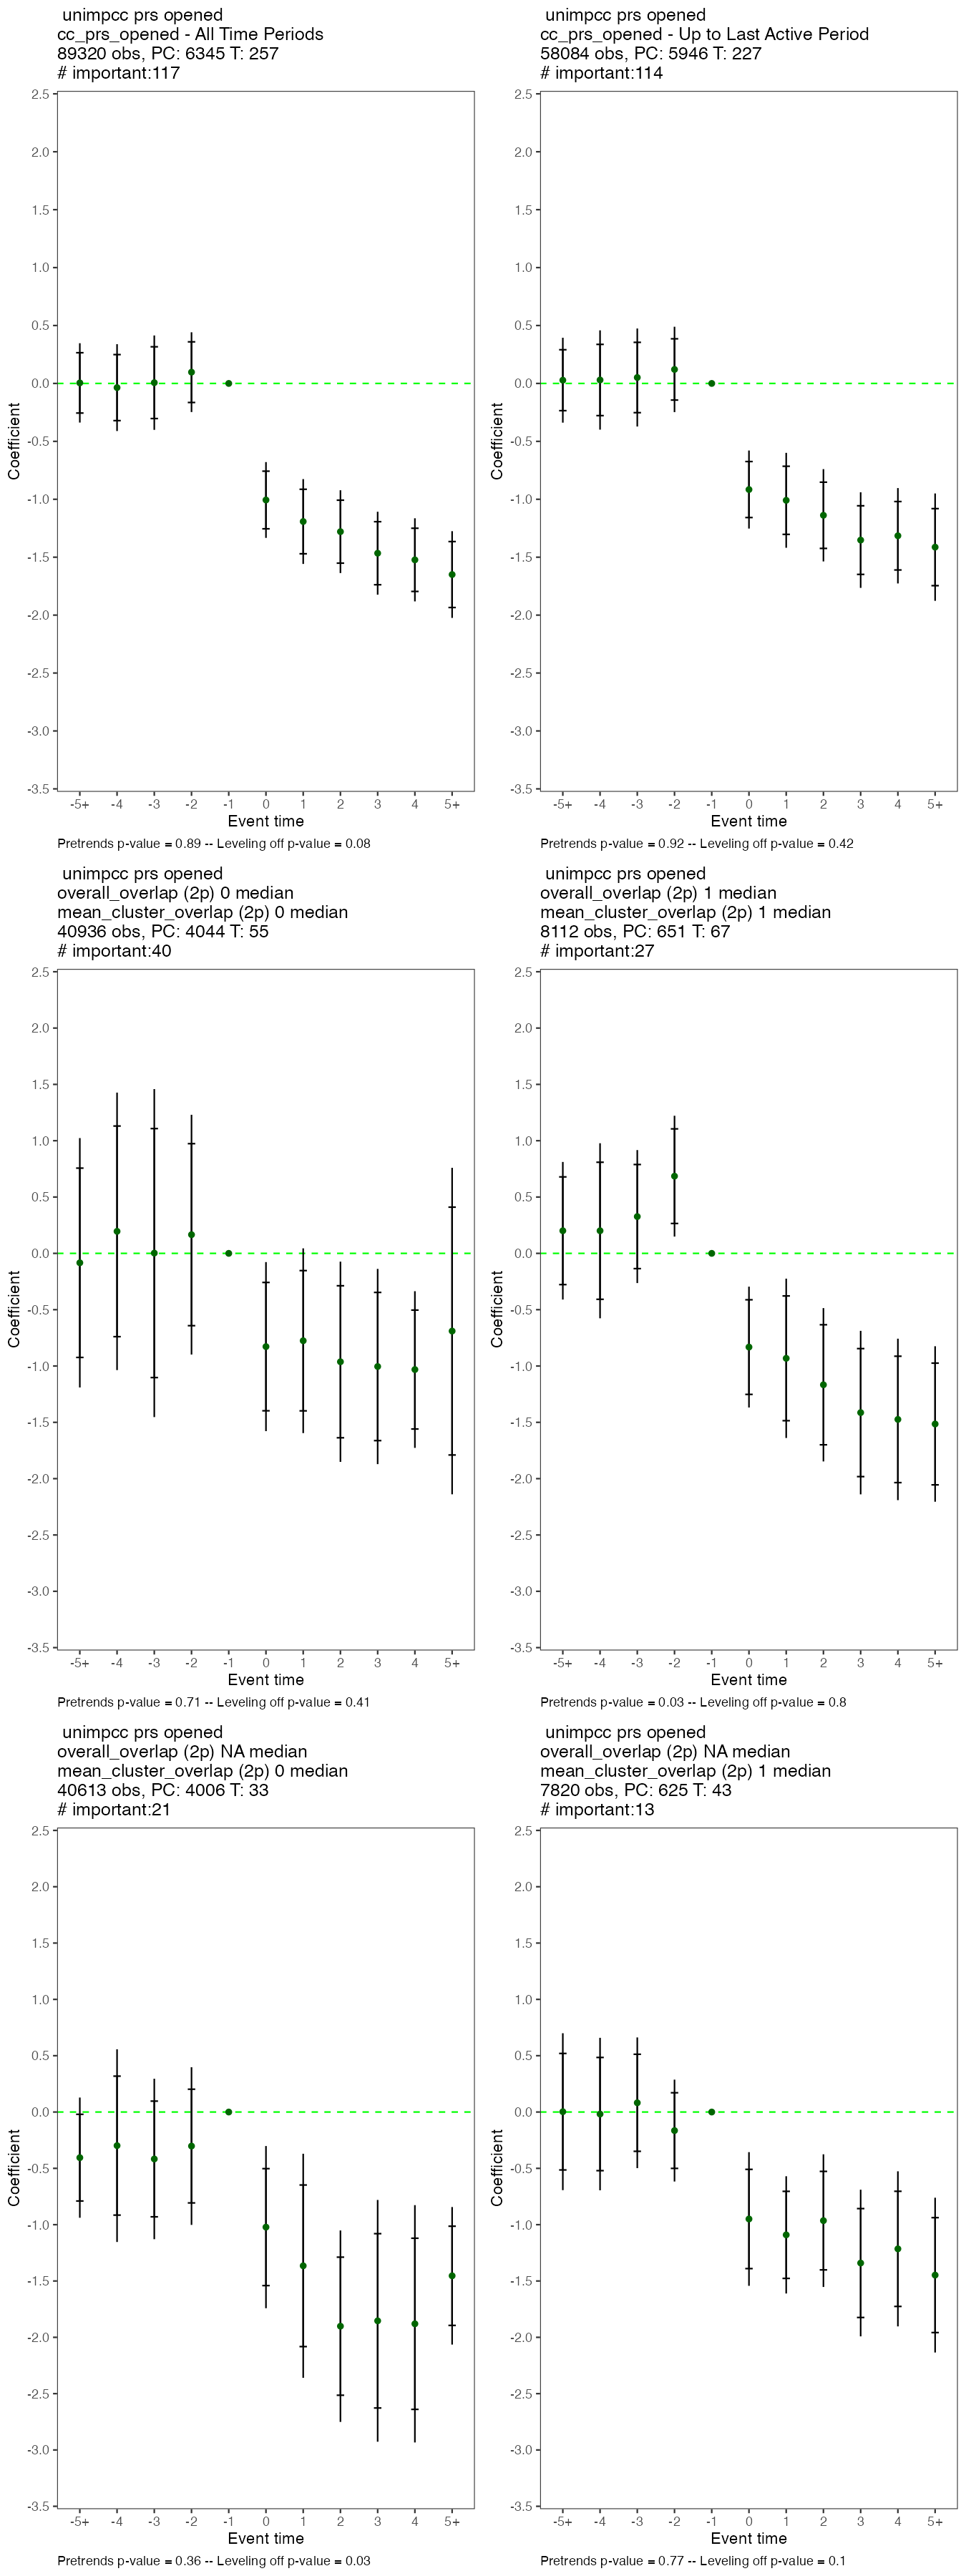 unimpcc prs opened
cc_prs_opened - All Time Periods
89320 obs, PC: 6345 T: 257
# important:117
2.5
2.0
1.5
1.0
0.5
0.0
-0.5
-1.0
-1.5
-2.0
-2.5
-3.0
-3.5
Coefficient
-5+ -4 -3 -2 -1 0 1 2 3 4 5+
Event time
Pretrends p-value = 0.89 -- Leveling off p-value = 0.08
unimpcc prs opened
cc_prs_opened - Up to Last Active Period
58084 obs, PC: 5946 T: 227
# important:114
2.5
2.0
1.5
1.0
0.5
0.0
-0.5
-1.0
-1.5
-2.0
-2.5
-3.0
-3.5
Coefficient
-5+ -4 -3 -2 -1 0 1 2 3 4 5+
Event time
Pretrends p-value = 0.92 -- Leveling off p-value = 0.42
unimpcc prs opened
overall_overlap (2p) 0 median
mean_cluster_overlap (2p) 0 median
40936 obs, PC: 4044 T: 55
# important:40
2.5
2.0
1.5
1.0
0.5
0.0
-0.5
-1.0
-1.5
-2.0
-2.5
-3.0
-3.5
Coefficient
-5+ -4 -3 -2 -1 0 1 2 3 4 5+
Event time
Pretrends p-value = 0.71 -- Leveling off p-value = 0.41
unimpcc prs opened
overall_overlap (2p) 1 median
mean_cluster_overlap (2p) 1 median
8112 obs, PC: 651 T: 67
# important:27
2.5
2.0
1.5
1.0
0.5
0.0
-0.5
-1.0
-1.5
-2.0
-2.5
-3.0
-3.5
Coefficient
-5+ -4 -3 -2 -1 0 1 2 3 4 5+
Event time
Pretrends p-value = 0.03 -- Leveling off p-value = 0.8
unimpcc prs opened
overall_overlap (2p) NA median
mean_cluster_overlap (2p) 0 median
40613 obs, PC: 4006 T: 33
# important:21
2.5
2.0
1.5
1.0
0.5
0.0
-0.5
-1.0
-1.5
-2.0
-2.5
-3.0
-3.5
Coefficient
-5+ -4 -3 -2 -1 0 1 2 3 4 5+
Event time
Pretrends p-value = 0.36 -- Leveling off p-value = 0.03
unimpcc prs opened
overall_overlap (2p) NA median
mean_cluster_overlap (2p) 1 median
7820 obs, PC: 625 T: 43
# important:13
2.5
2.0
1.5
1.0
0.5
0.0
-0.5
-1.0
-1.5
-2.0
-2.5
-3.0
-3.5
Coefficient
-5+ -4 -3 -2 -1 0 1 2 3 4 5+
Event time
Pretrends p-value = 0.77 -- Leveling off p-value = 0.1